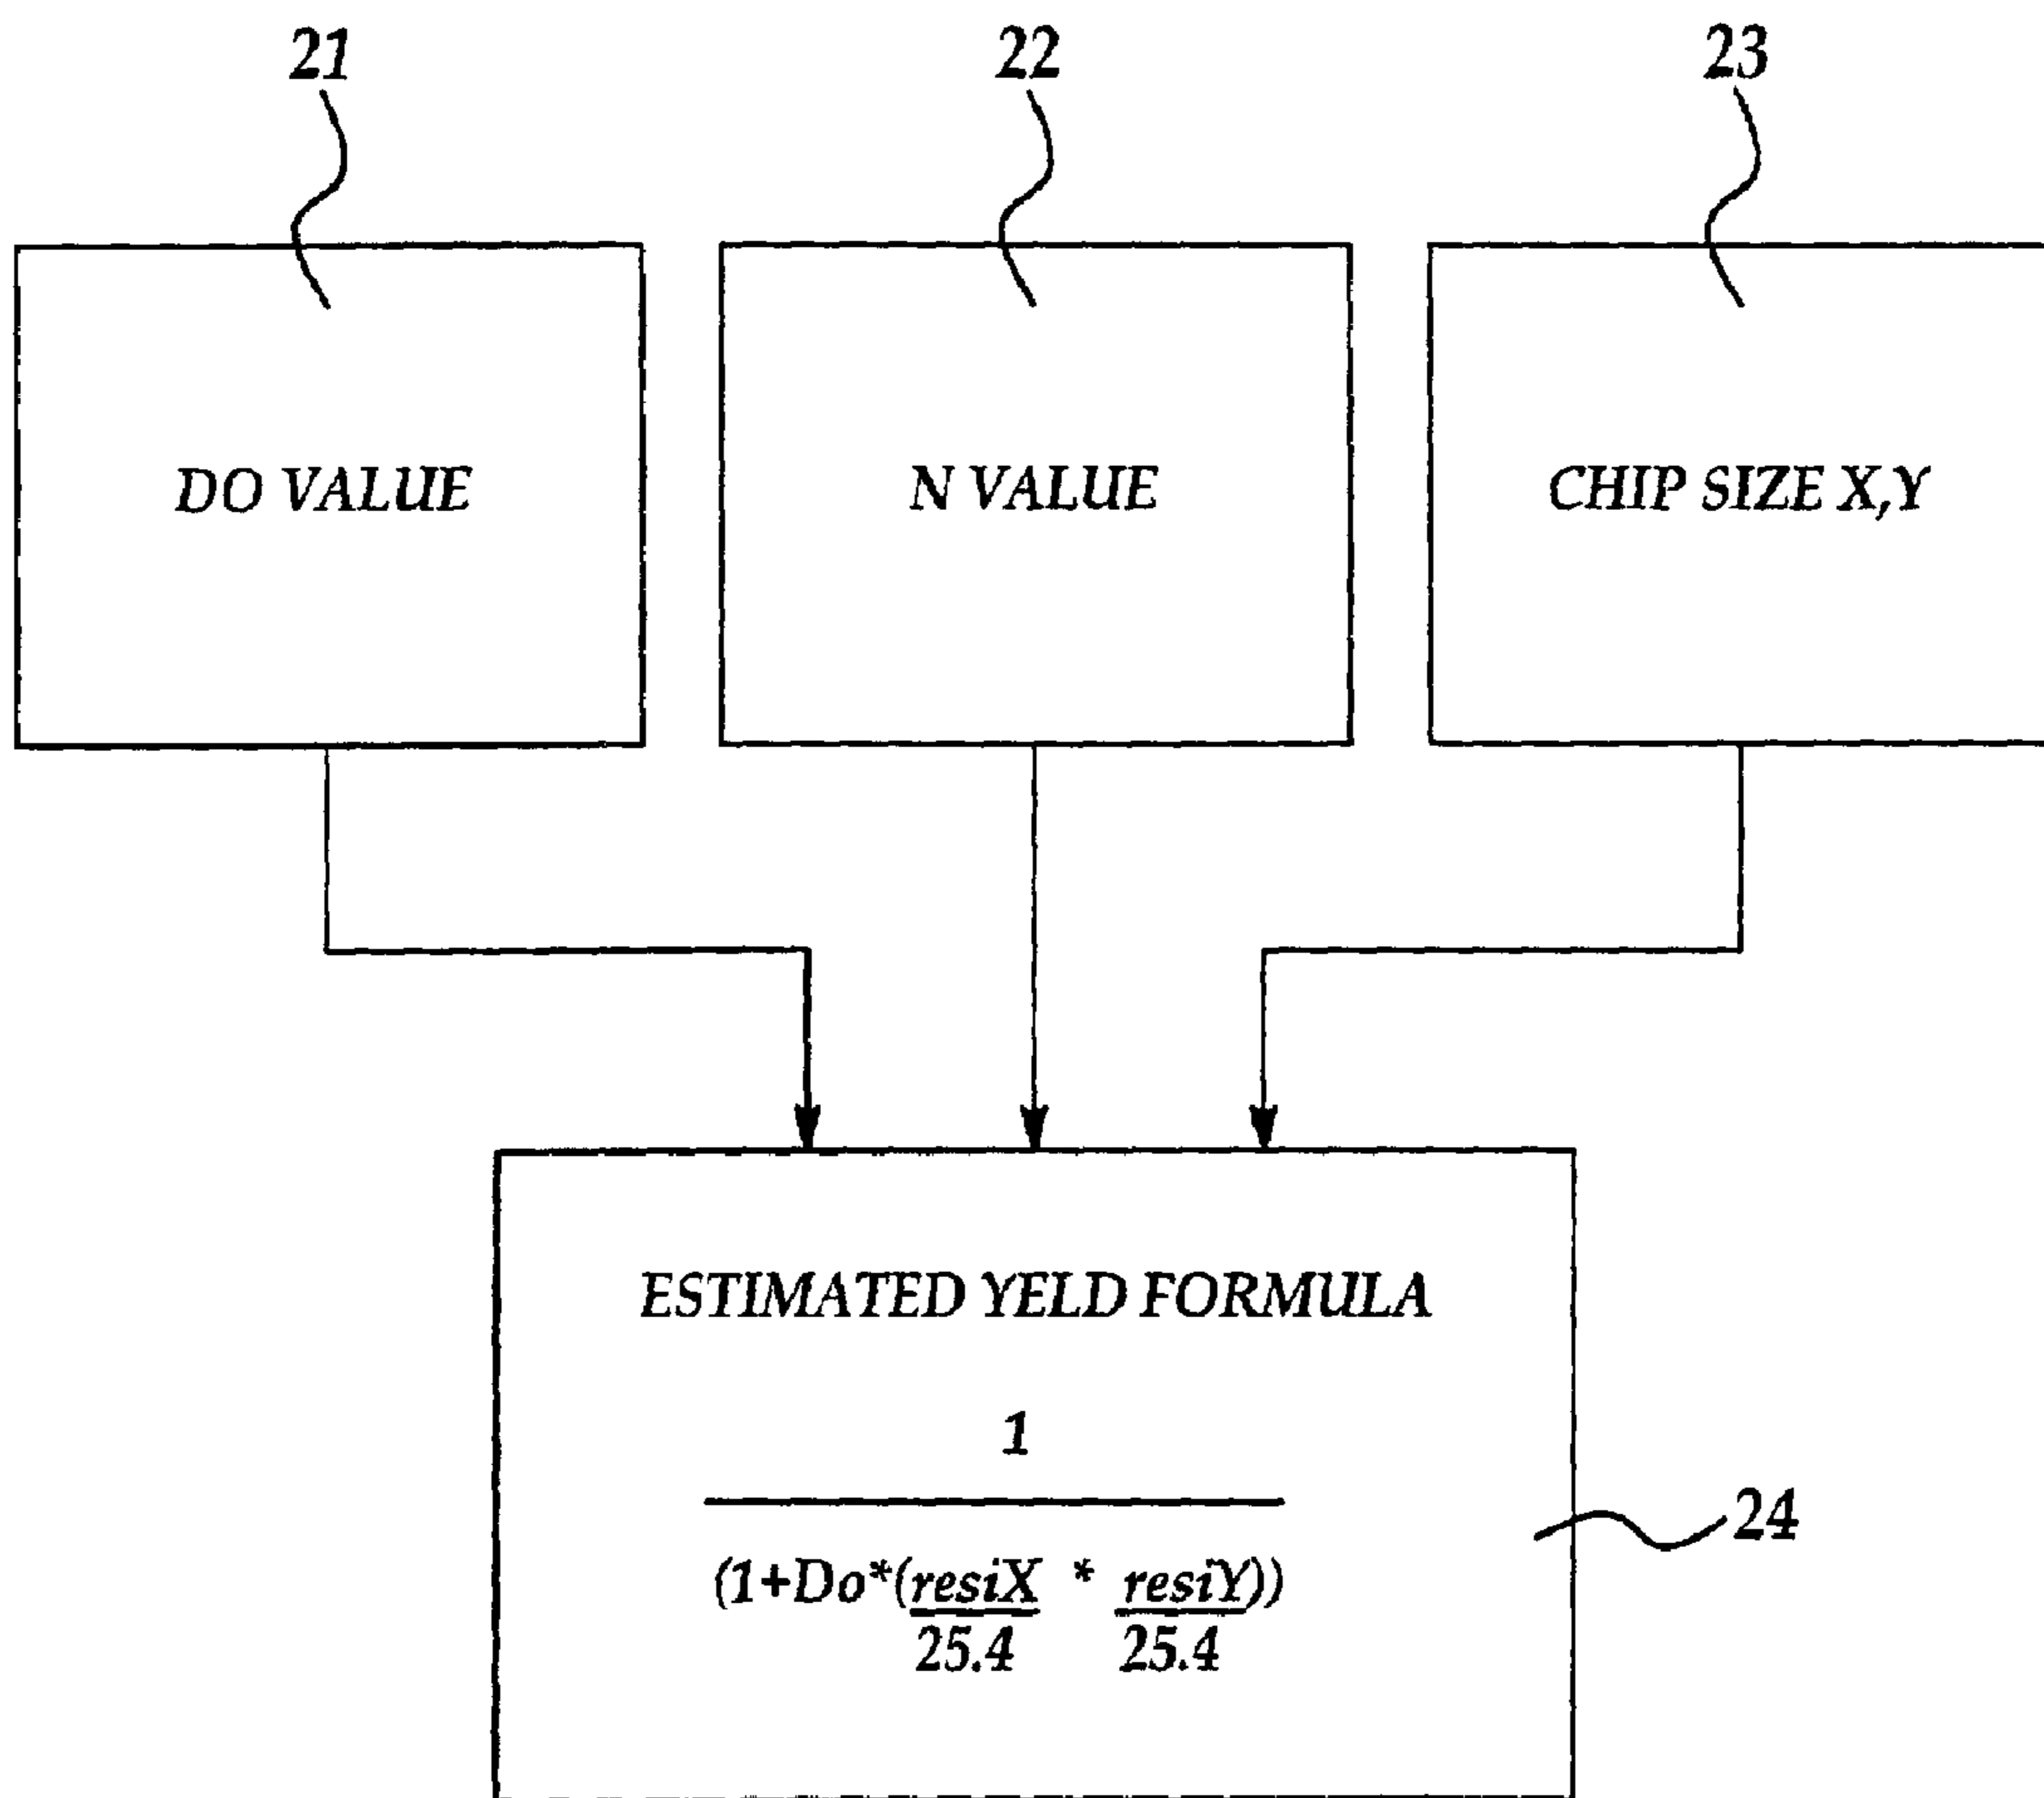 21
22
23
DO VALUE
N VALUE
CHIP SIZE X,Y
ESTIMATED YELD FORMULA
1
(1+Do*(resiX * resiY))
25.4 25.4
24